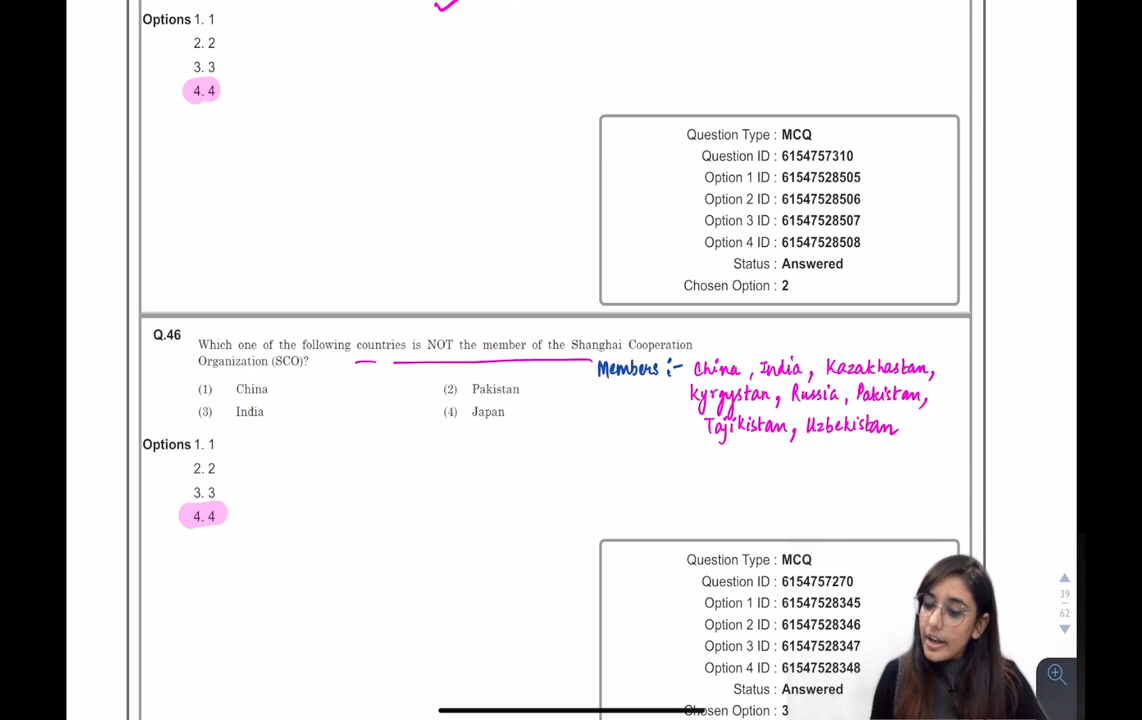 Options 1. 1
2. 2
3. 3
4. 4
Question Type : MCQ
Question ID : 6154757310
Option 1 ID : 61547528505
Option 2 ID : 61547528506
Option 3 ID : 61547528507
Option 4 ID : 61547528508
Status : Answered
Chosen Option : 2
Q.46
Which one of the following countries is NOT the member of the Shanghai Cooperation
Organization (SCO)?
(1) China (2) Pakistan
(3) India (4) Japan
Members :- China, India, Kazakhastan,
Kyrgystan, Russia, Pakistan,
Tajikistan, Uzbekistan
Options 1. 1
2. 2
3. 3
4. 4
Question Type : MCQ
Question ID : 6154757270
Option 1 ID : 61547528345
Option 2 ID : 61547528346
Option 3 ID : 61547528347
Option 4 ID : 61547528348
Status : Answered
Chosen Option : 3
39
62